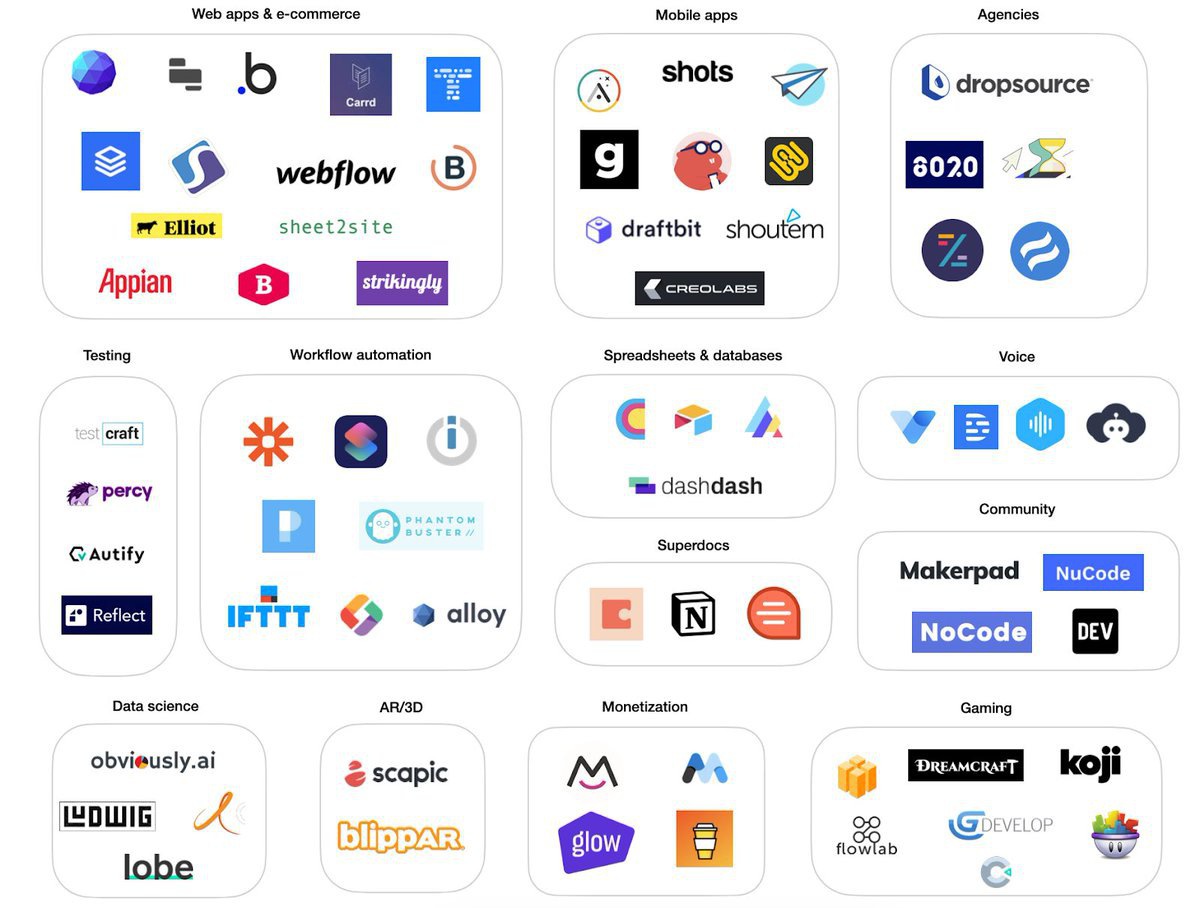 Web apps & e-commerce
Mobile apps
Agencies
.b
Carrd
T
shots
dropsource
S
webflow
B
g
8020
Elliot
sheet2site
draftbit
shoutem
Appian
B
strikingly
CREOLABS
Testing
Workflow automation
Spreadsheets & databases
Voice
test craft
percy
P
PHANTOM
BUSTER //
dashdash
Community
Superdocs
Autify
Makerpad
NuCode
Reflect
IFTTT
alloy
N
NoCode
DEV
Data science
AR/3D
Monetization
Gaming
obviously.ai
scapic
M
DREAMCRAFT
koji
LUDWIG
blippAR
glow
flowlab
GDEVELOP
lobe